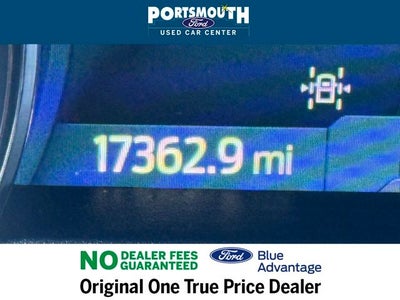 PORTSMOUTH
Ford
USED CAR CENTER
17362.9 mi
NO DEALER FEES GUARANTEED
Ford
Blue Advantage
Original One True Price Dealer